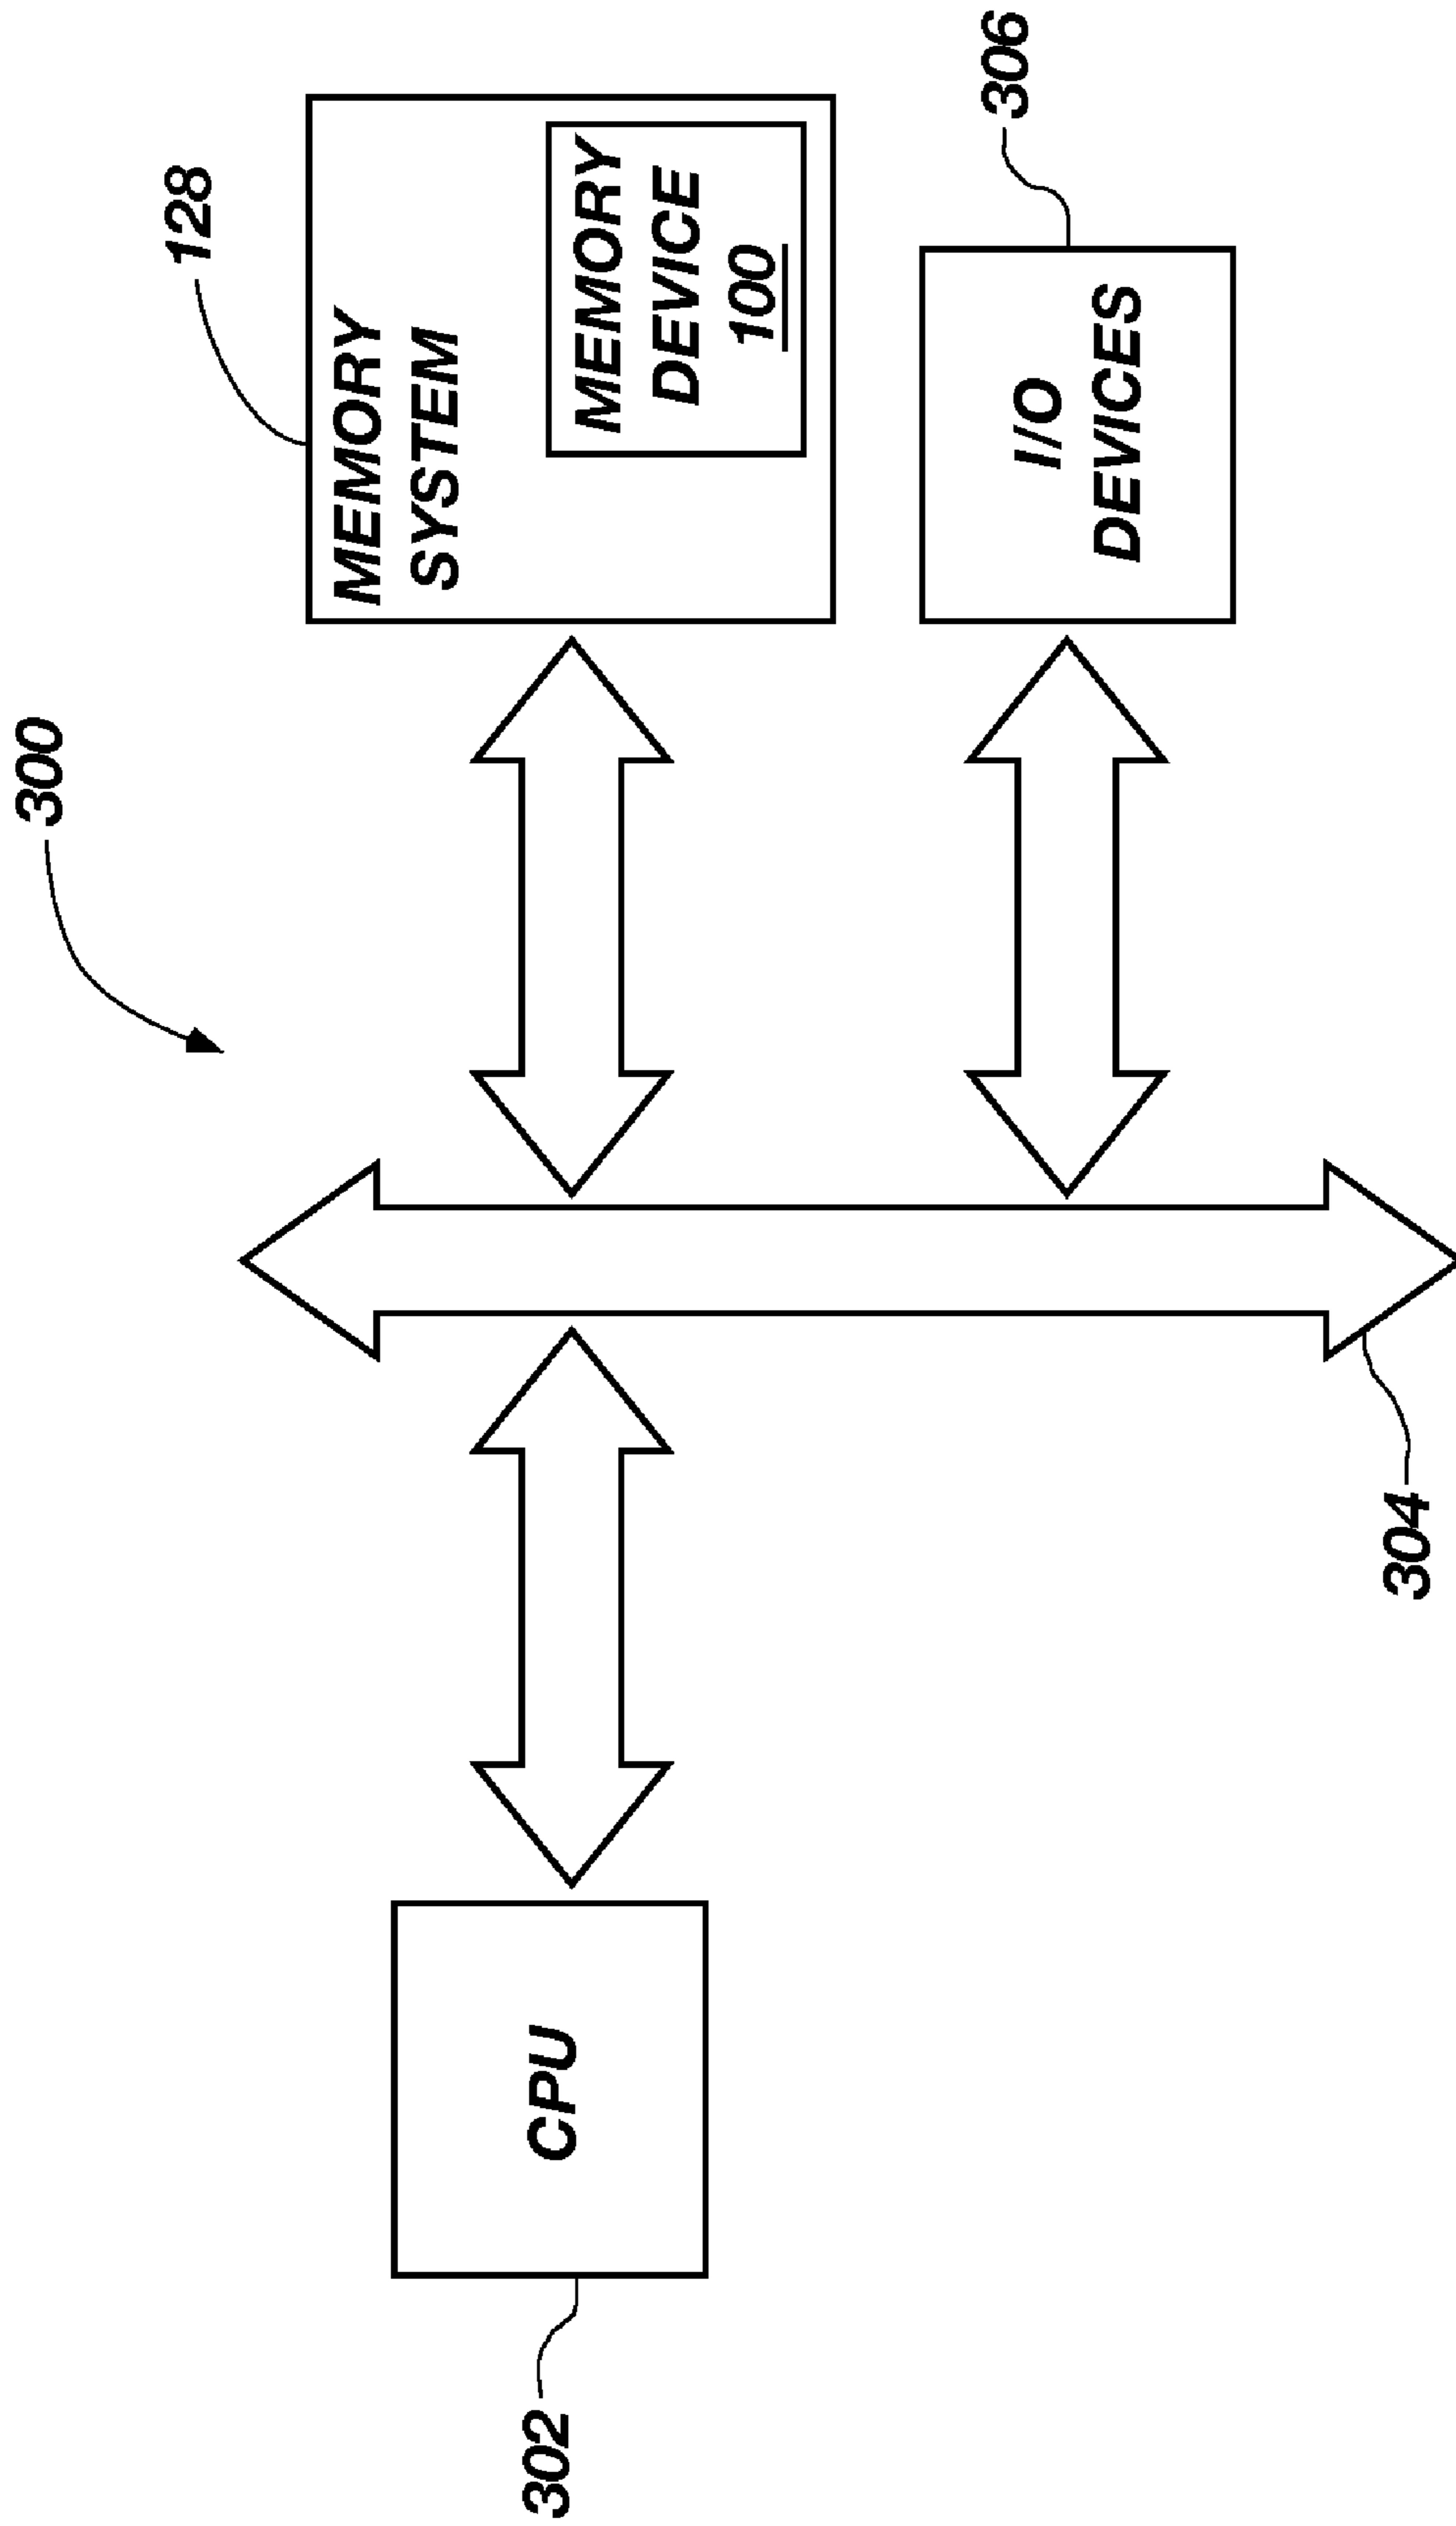 300
128
MEMORY
SYSTEM
MEMORY
DEVICE
100
302
CPU
I/O
DEVICES
306
304